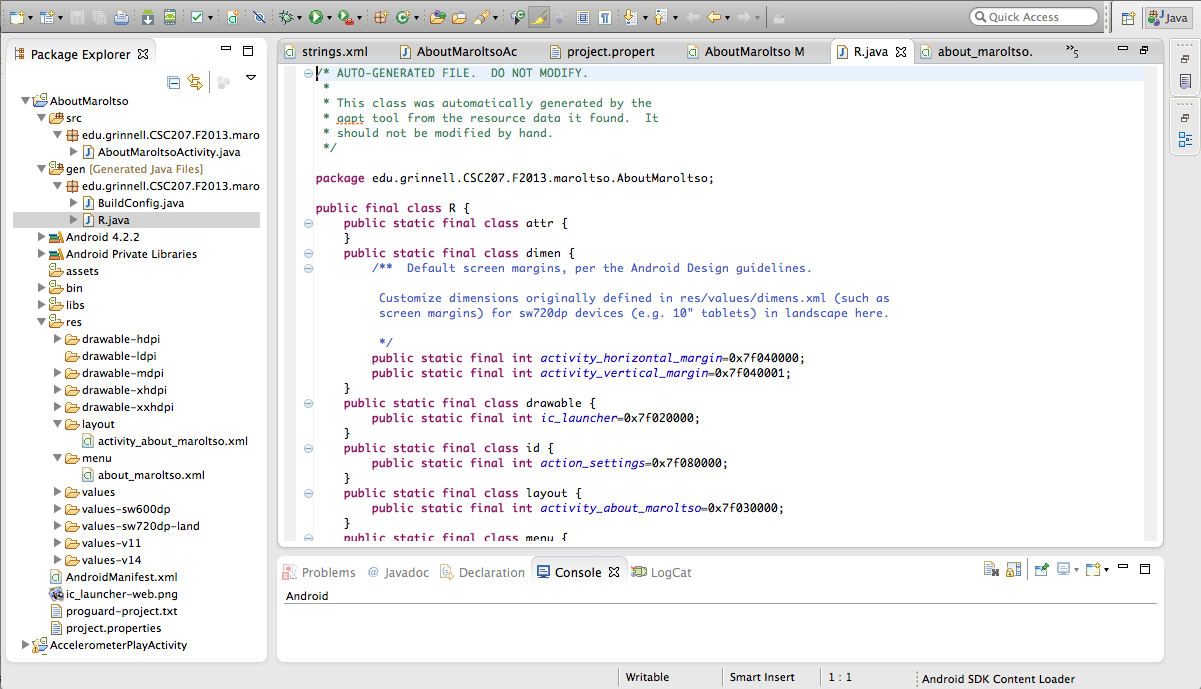 Quick Access
Java
Package Explorer
AboutMaroltso
src
edu.grinnell.CSC207.F2013.maro
AboutMaroltsoActivity.java
gen [Generated Java Files]
edu.grinnell.CSC207.F2013.maro
BuildConfig.java
R.java
Android 4.2.2
Android Private Libraries
assets
bin
libs
res
drawable-hdpi
drawable-ldpi
drawable-mdpi
drawable-xhdpi
drawable-xxhdpi
layout
activity_about_maroltso.xml
menu
about_maroltso.xml
values
values-sw600dp
values-sw720dp-land
values-v11
values-v14
AndroidManifest.xml
ic_launcher-web.png
proguard-project.txt
project.properties
AccelerometerPlayActivity
strings.xml
AboutMaroltsoAc
project.propert
AboutMaroltso M
R.java
about_maroltso.
»5
/* AUTO-GENERATED FILE.  DO NOT MODIFY.
*
* This class was automatically generated by the
* aapt tool from the resource data it found.  It
* should not be modified by hand.
*/
package edu.grinnell.CSC207.F2013.maroltso.AboutMaroltso;
public final class R {
public static final class attr {
}
public static final class dimen {
/**  Default screen margins, per the Android Design guidelines.
Customize dimensions originally defined in res/values/dimens.xml (such as
screen margins) for sw720dp devices (e.g. 10" tablets) in landscape here.
*/
public static final int activity_horizontal_margin=0x7f040000;
public static final int activity_vertical_margin=0x7f040001;
}
public static final class drawable {
public static final int ic_launcher=0x7f020000;
}
public static final class id {
public static final int action_settings=0x7f080000;
}
public static final class layout {
public static final int activity_about_maroltso=0x7f030000;
}
public static final class menu {
Problems
@ Javadoc
Declaration
Console
LogCat
Android
Writable
Smart Insert
1 : 1
Android SDK Content Loader